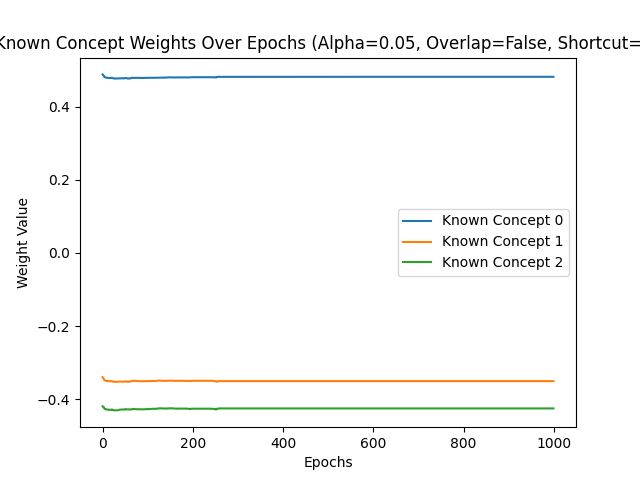 Known Concept Weights Over Epochs (Alpha=0.05, Overlap=False, Shortcut=
Weight Value
0.4
0.2
0.0
−0.2
−0.4
Known Concept 0
Known Concept 1
Known Concept 2
0 200 400 600 800 1000
Epochs